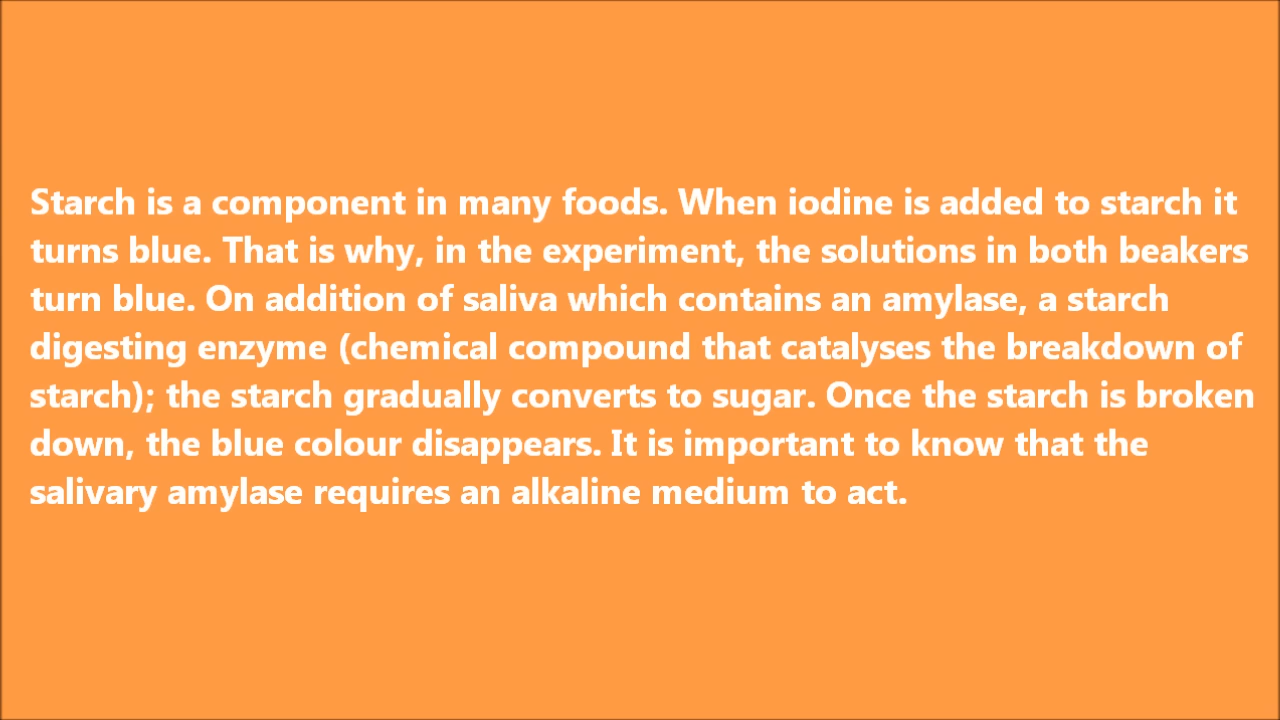 Starch is a component in many foods. When iodine is added to starch it
turns blue. That is why, in the experiment, the solutions in both beakers
turn blue. On addition of saliva which contains an amylase, a starch
digesting enzyme (chemical compound that catalyses the breakdown of
starch); the starch gradually converts to sugar. Once the starch is broken
down, the blue colour disappears. It is important to know that the
salivary amylase requires an alkaline medium to act.